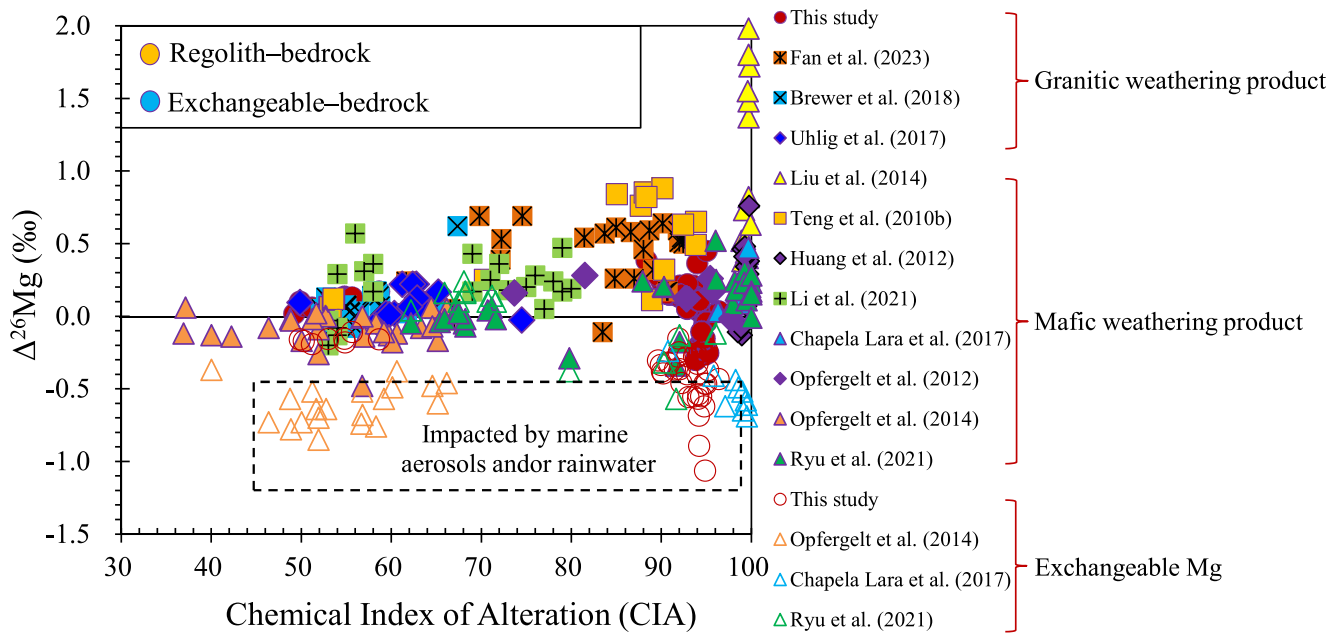 2.0
1.5
1.0
0.5
0.0
-0.5
-1.0
-1.5
Δ26Mg (‰)
30
40
50
60
70
80
90
100
Chemical Index of Alteration (CIA)
Regolith–bedrock
Exchangeable–bedrock
Impacted by marine
aerosols andor rainwater
This study
Fan et al. (2023)
Brewer et al. (2018)
Uhlig et al. (2017)
Liu et al. (2014)
Teng et al. (2010b)
Huang et al. (2012)
Li et al. (2021)
Chapela Lara et al. (2017)
Opfergelt et al. (2012)
Opfergelt et al. (2014)
Ryu et al. (2021)
This study
Opfergelt et al. (2014)
Chapela Lara et al. (2017)
Ryu et al. (2021)
Granitic weathering product
Mafic weathering product
Exchangeable Mg